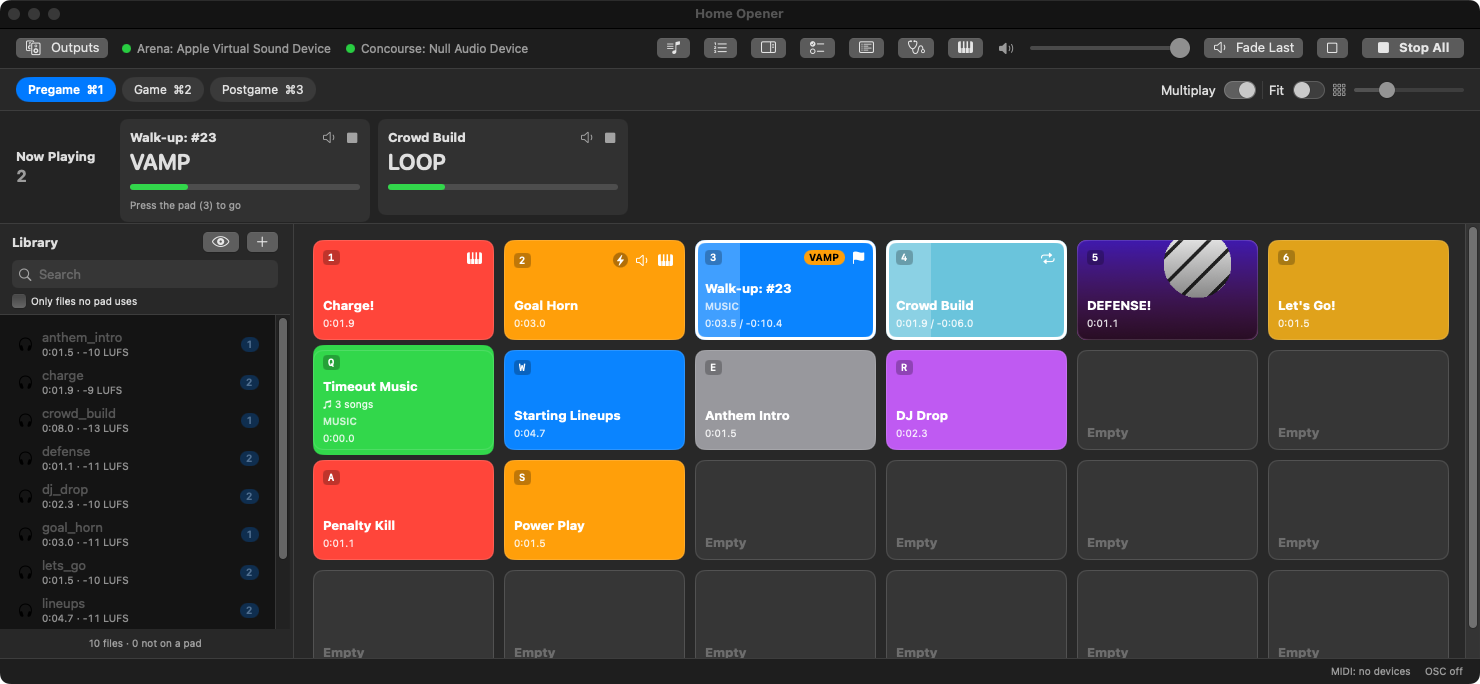 Home Opener
Outputs
Arena: Apple Virtual Sound Device
Concourse: Null Audio Device
Fade Last
Stop All
Pregame ⌘1
Game ⌘2
Postgame ⌘3
Multiplay
Fit
Now Playing
2
Walk-up: #23
VAMP
Press the pad (3) to go
Crowd Build
LOOP
Library
Search
Only files no pad uses
anthem_intro
0:01.5 · -10 LUFS
1
charge
0:01.9 · -9 LUFS
2
crowd_build
0:08.0 · -13 LUFS
1
defense
0:01.1 · -11 LUFS
2
dj_drop
0:02.3 · -10 LUFS
2
goal_horn
0:03.0 · -11 LUFS
1
lets_go
0:01.5 · -10 LUFS
2
lineups
0:04.7 · -11 LUFS
2
10 files · 0 not on a pad
1
Charge!
0:01.9
2
Goal Horn
0:03.0
3
VAMP
Walk-up: #23
MUSIC
0:03.5 / -0:10.4
4
Crowd Build
0:01.9 / -0:06.0
5
DEFENSE!
0:01.1
6
Let's Go!
0:01.5
Q
Timeout Music
3 songs
MUSIC
0:00.0
W
Starting Lineups
0:04.7
E
Anthem Intro
0:01.5
R
DJ Drop
0:02.3
Empty
Empty
A
Penalty Kill
0:01.1
S
Power Play
0:01.5
Empty
Empty
Empty
Empty
Empty
Empty
Empty
Empty
Empty
Empty
MIDI: no devices
OSC off